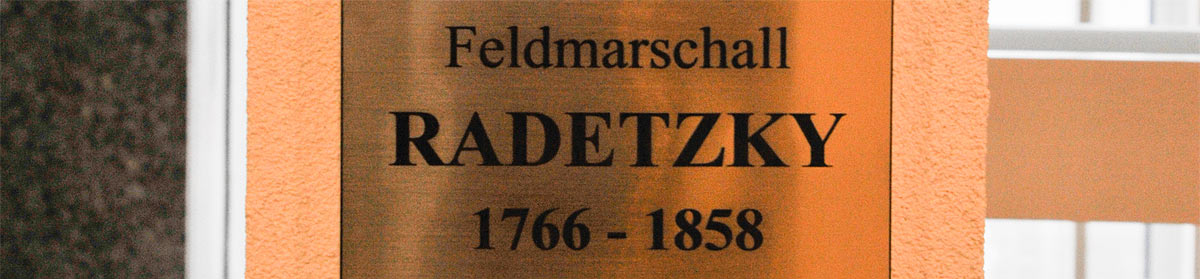 Feldmarschall
RADETZKY
1766 - 1858